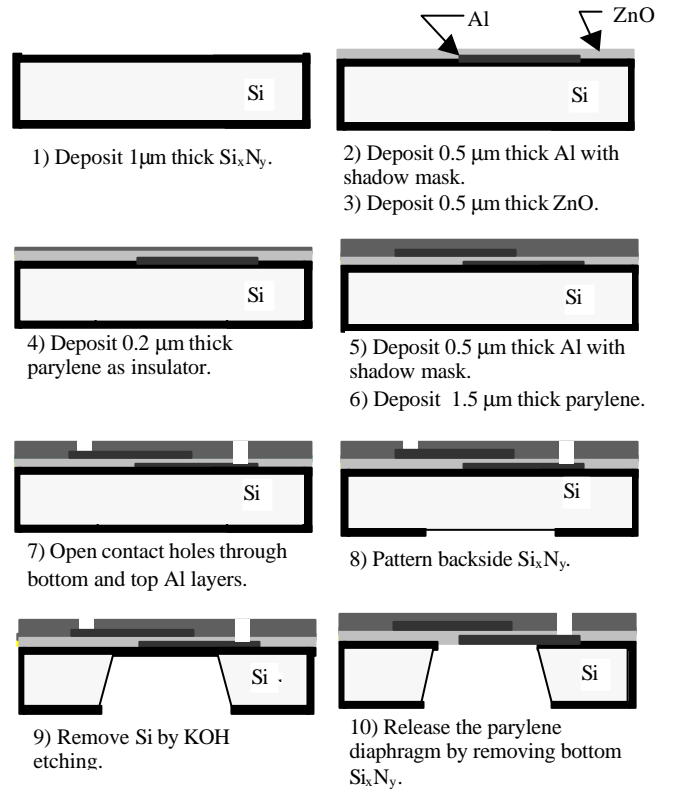 Al
ZnO
Si
Si
1) Deposit 1μm thick SixNy.
2) Deposit 0.5 μm thick Al with
shadow mask.
3) Deposit 0.5 μm thick ZnO.
Si
Si
4) Deposit 0.2 μm thick
parylene as insulator.
5) Deposit 0.5 μm thick Al with
shadow mask.
6) Deposit 1.5 μm thick parylene.
Si
Si
7) Open contact holes through
bottom and top Al layers.
8) Pattern backside SixNy.
Si
Si
9) Remove Si by KOH
etching.
10) Release the parylene
diaphragm by removing bottom
SixNy.